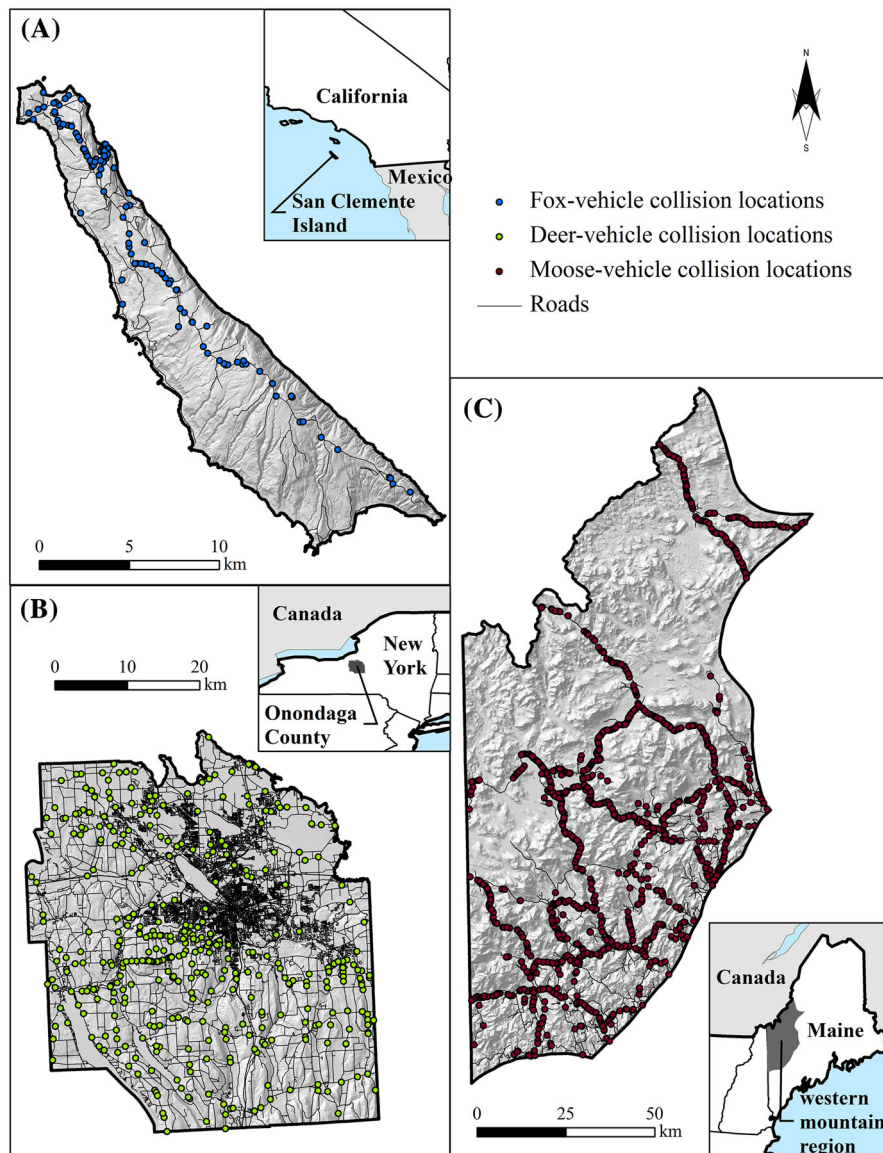 (A)
California
Mexico
San Clemente
Island
0 5 10
km
N
S
Fox-vehicle collision locations
Deer-vehicle collision locations
Moose-vehicle collision locations
Roads
(B)
0 10 20
km
Canada
New
York
Onondaga
County
(C)
0 25 50
km
Canada
Maine
western
mountain
region